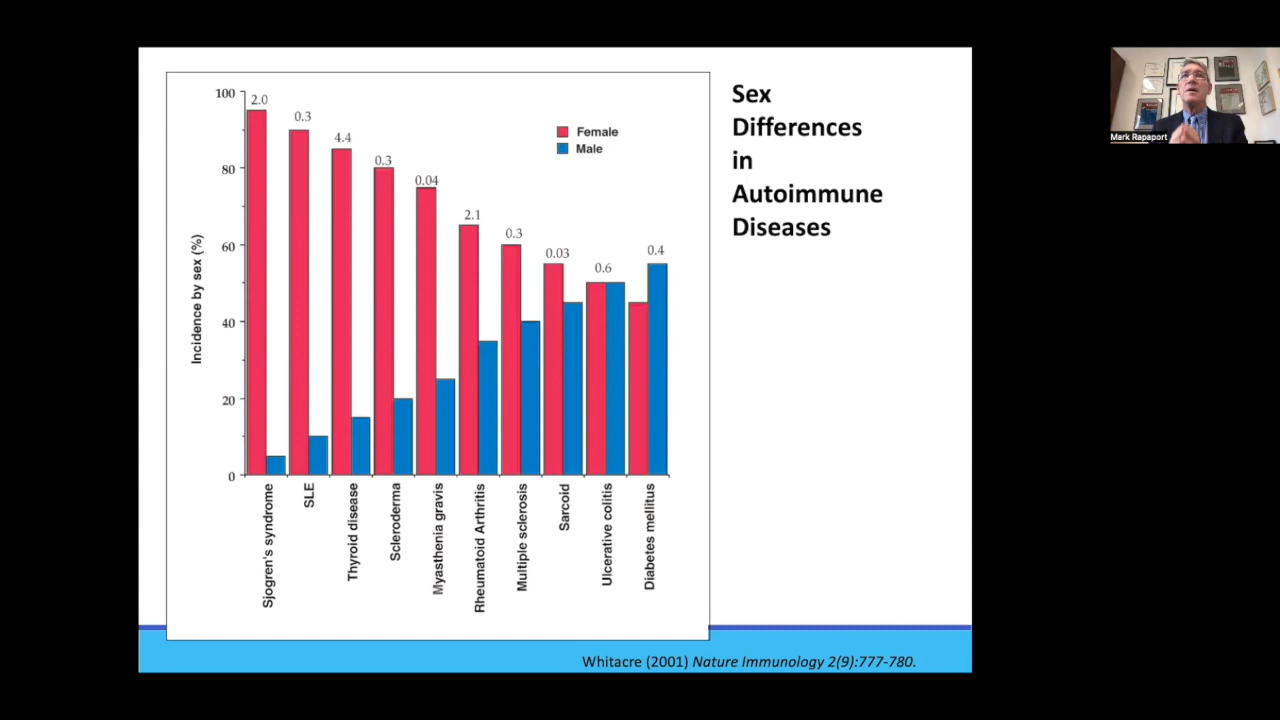 Sex
Differences
in
Autoimmune
Diseases
100
80
60
40
20
0
Incidence by sex (%)
2.0
0.3
4.4
0.3
0.04
2.1
0.3
0.03
0.6
0.4
Female
Male
Sjogren's syndrome
SLE
Thyroid disease
Scleroderma
Myasthenia gravis
Rheumatoid Arthritis
Multiple sclerosis
Sarcoid
Ulcerative colitis
Diabetes mellitus
Whitacre (2001) Nature Immunology 2(9):777-780.
Mark Rapaport